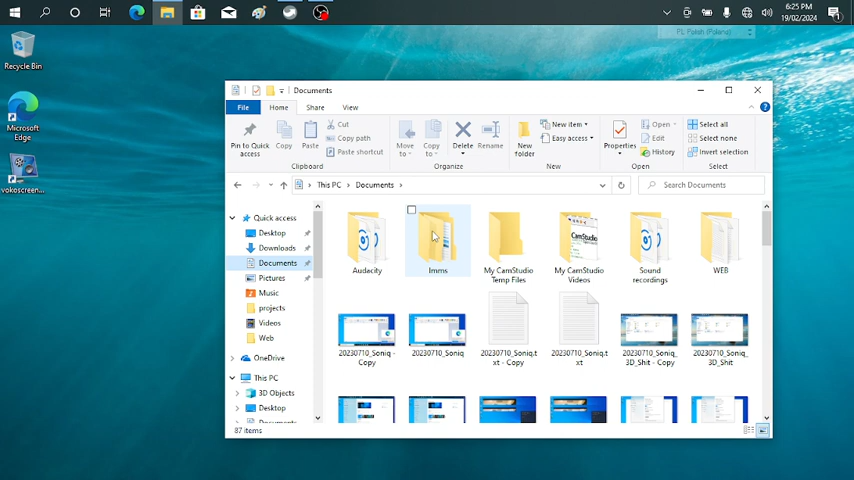 6:25 PM
19/02/2024
PL Polish (Poland)
Recycle Bin
Microsoft
Edge
vokoscreen...
Documents
File
Home
Share
View
Pin to Quick
access
Copy
Paste
Cut
Copy path
Paste shortcut
Clipboard
Move
to
Copy
to
Delete
Rename
Organize
New
folder
New item
Easy access
New
Properties
Open
Edit
History
Open
Select all
Select none
Invert selection
Select
This PC
Documents
Search Documents
Quick access
Desktop
Downloads
Documents
Pictures
Music
projects
Videos
Web
OneDrive
This PC
3D Objects
Desktop
Audacity
lmms
My CamStudio
Temp Files
My CamStudio
Videos
Sound
recordings
WEB
20230710_Soniq -
Copy
20230710_Soniq
20230710_Soniq.t
xt - Copy
20230710_Soniq.t
xt
20230710_Soniq_
3D_Shit - Copy
20230710_Soniq_
3D_Shit
87 items